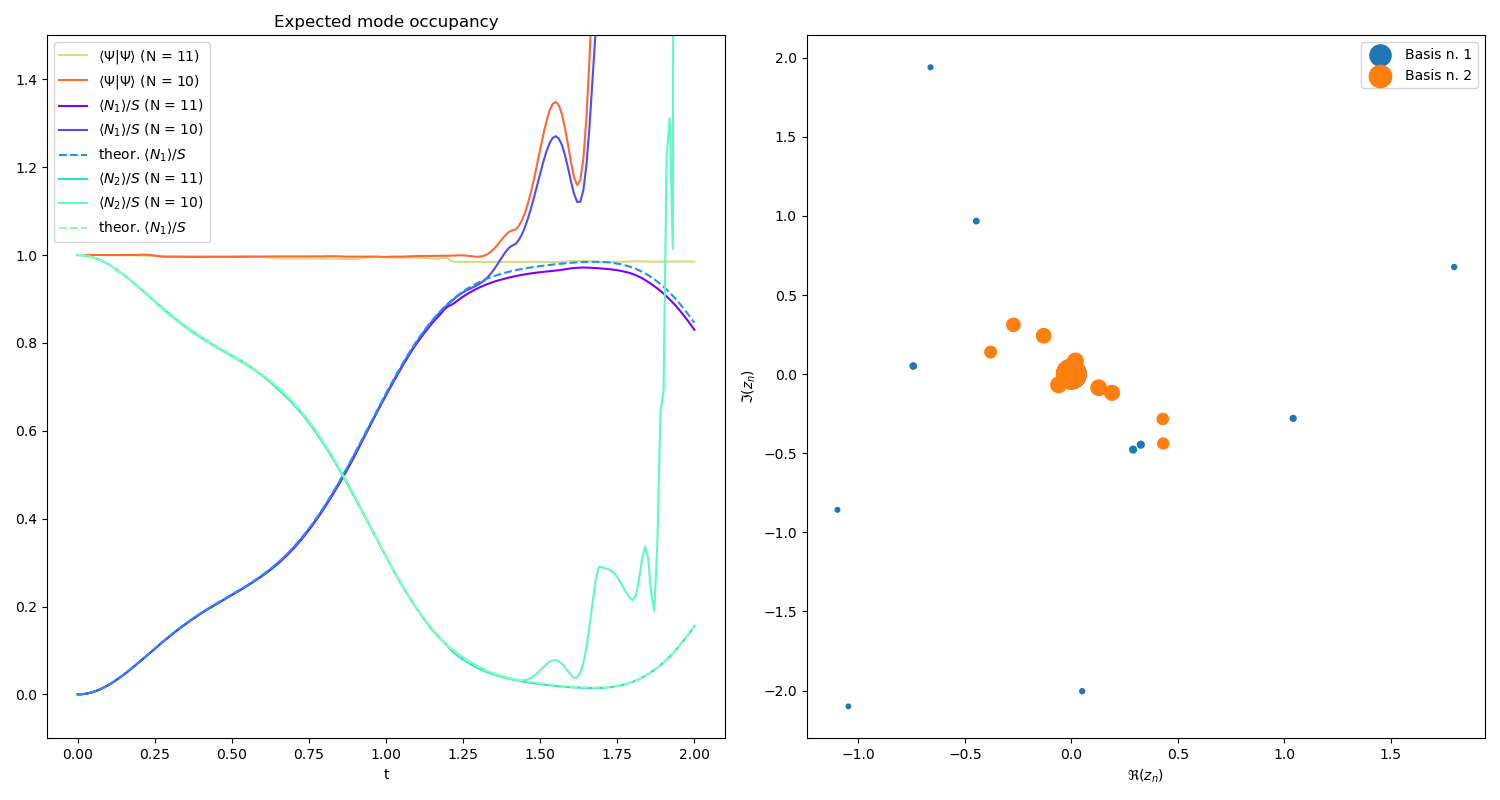 Expected mode occupancy
⟨Ψ|Ψ⟩ (N = 11)
⟨Ψ|Ψ⟩ (N = 10)
⟨N₁⟩/S (N = 11)
⟨N₁⟩/S (N = 10)
theor. ⟨N₁⟩/S
⟨N₂⟩/S (N = 11)
⟨N₂⟩/S (N = 10)
theor. ⟨N₁⟩/S
1.4
1.2
1.0
0.8
0.6
0.4
0.2
0.0
0.00 0.25 0.50 0.75 1.00 1.25 1.50 1.75 2.00
t
Basis n. 1
Basis n. 2
2.0
1.5
1.0
0.5
0.0
−0.5
−1.0
−1.5
−2.0
ℑ(zₙ)
−1.0 −0.5 0.0 0.5 1.0 1.5
ℜ(zₙ)